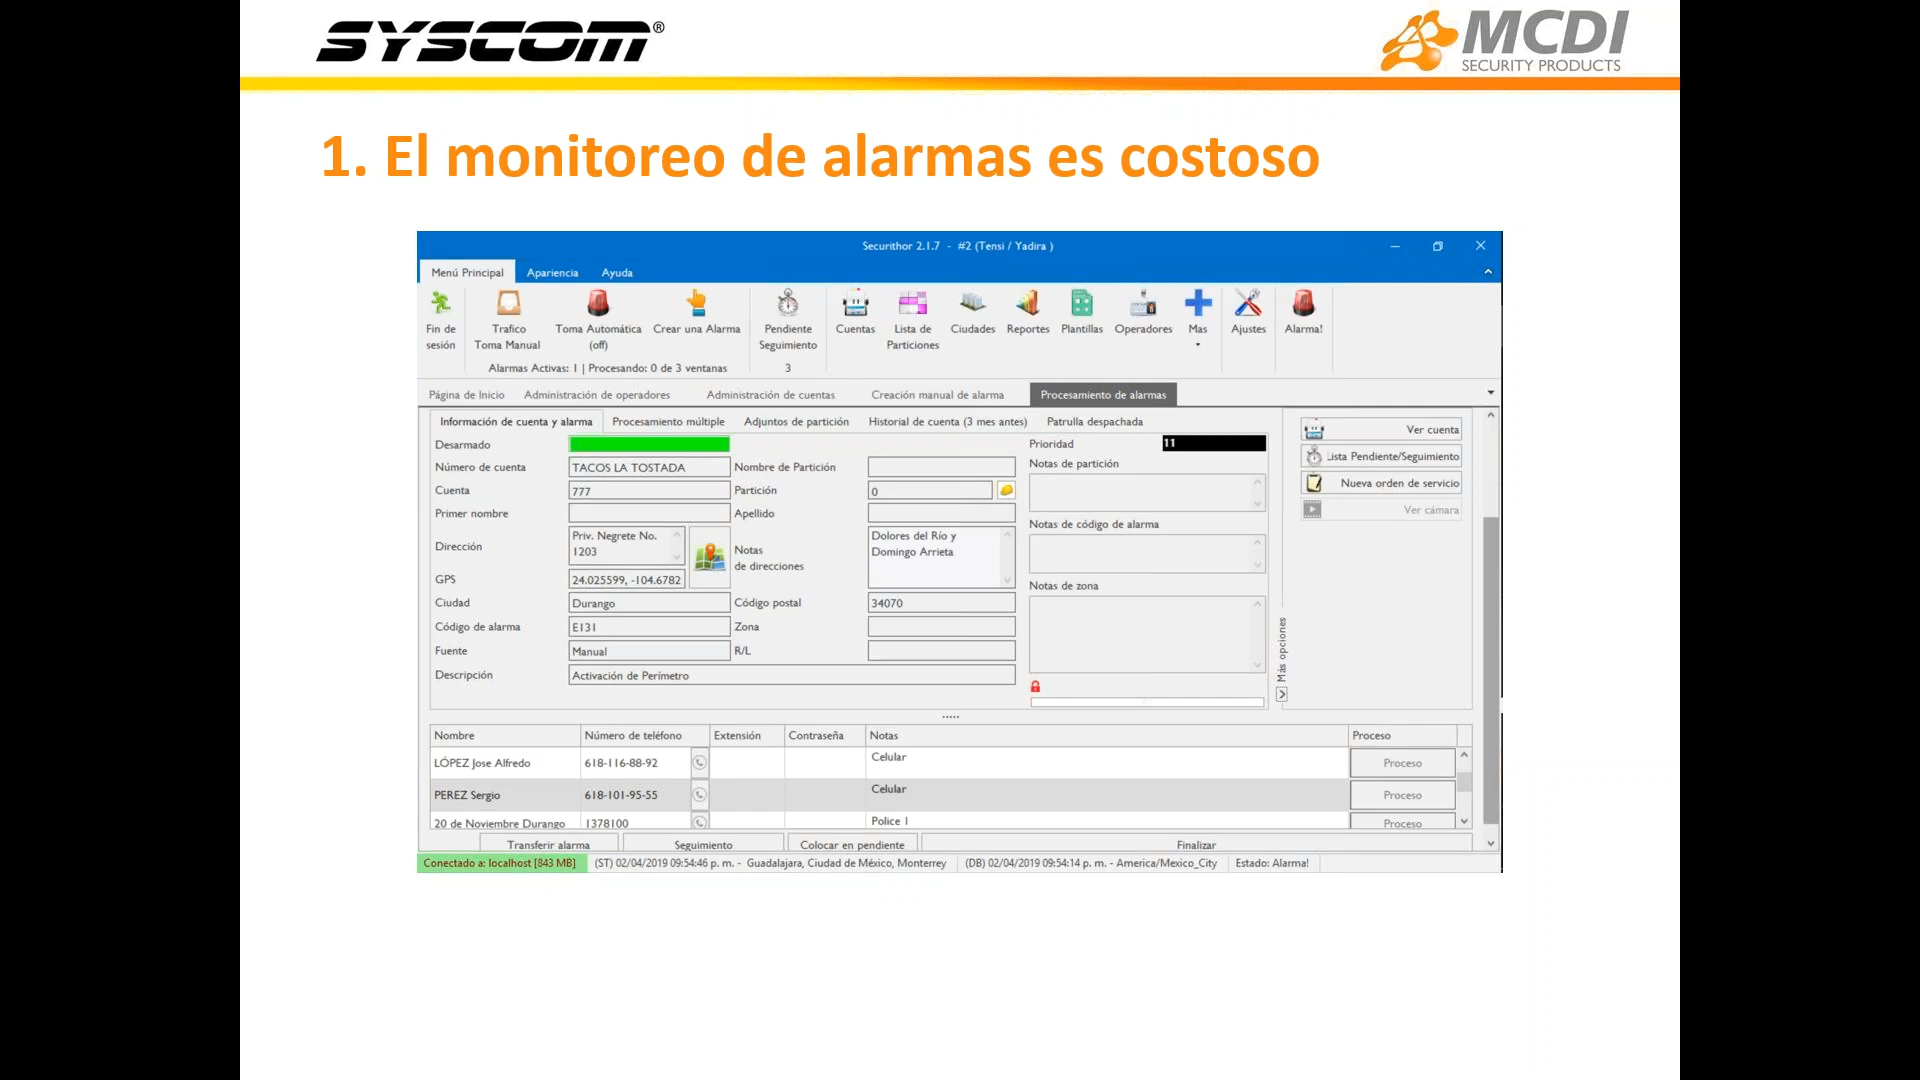 SYSCOM®
MCDI
SECURITY PRODUCTS
1. El monitoreo de alarmas es costoso
Securithor 2.1.7 - #2 (Tensi / Yadira )
Menú Principal Apariencia Ayuda
Fin de sesión
Trafico Toma Manual
Toma Automática (off)
Crear una Alarma
Pendiente Seguimiento
Cuentas
Lista de Particiones
Ciudades
Reportes
Plantillas
Operadores
Mas
Ajustes
Alarma!
Alarmas Activas: 1 | Procesando: 0 de 3 ventanas 3
Página de Inicio Administración de operadores Administración de cuentas Creación manual de alarma Procesamiento de alarmas
Información de cuenta y alarma Procesamiento múltiple Adjuntos de partición Historial de cuenta (3 mes antes) Patrulla despachada
Desarmado
Número de cuenta TACOS LA TOSTADA Nombre de Partición
Cuenta 777 Partición 0
Primer nombre Apellido
Dirección Priv. Negrete No. 1203
Notas de direcciones Dolores del Río y Domingo Arrieta
GPS 24.025599, -104.6782
Ciudad Durango Código postal 34070
Código de alarma E131 Zona
Fuente Manual R/L
Descripción Activación de Perímetro
Prioridad 11
Notas de partición
Notas de código de alarma
Notas de zona
Más opciones
Ver cuenta
Lista Pendiente/Seguimiento
Nueva orden de servicio
Ver cámara
Nombre Número de teléfono Extensión Contraseña Notas Proceso
LÓPEZ Jose Alfredo 618-116-88-92 Celular Proceso
PEREZ Sergio 618-101-95-55 Celular Proceso
20 de Noviembre Durango 1378100 Police 1 Proceso
Transferir alarma Seguimiento Colocar en pendiente Finalizar
Conectado a: localhost [843 MB] (ST) 02/04/2019 09:54:46 p. m. - Guadalajara, Ciudad de México, Monterrey (DB) 02/04/2019 09:54:14 p. m. - America/Mexico_City Estado: Alarma!